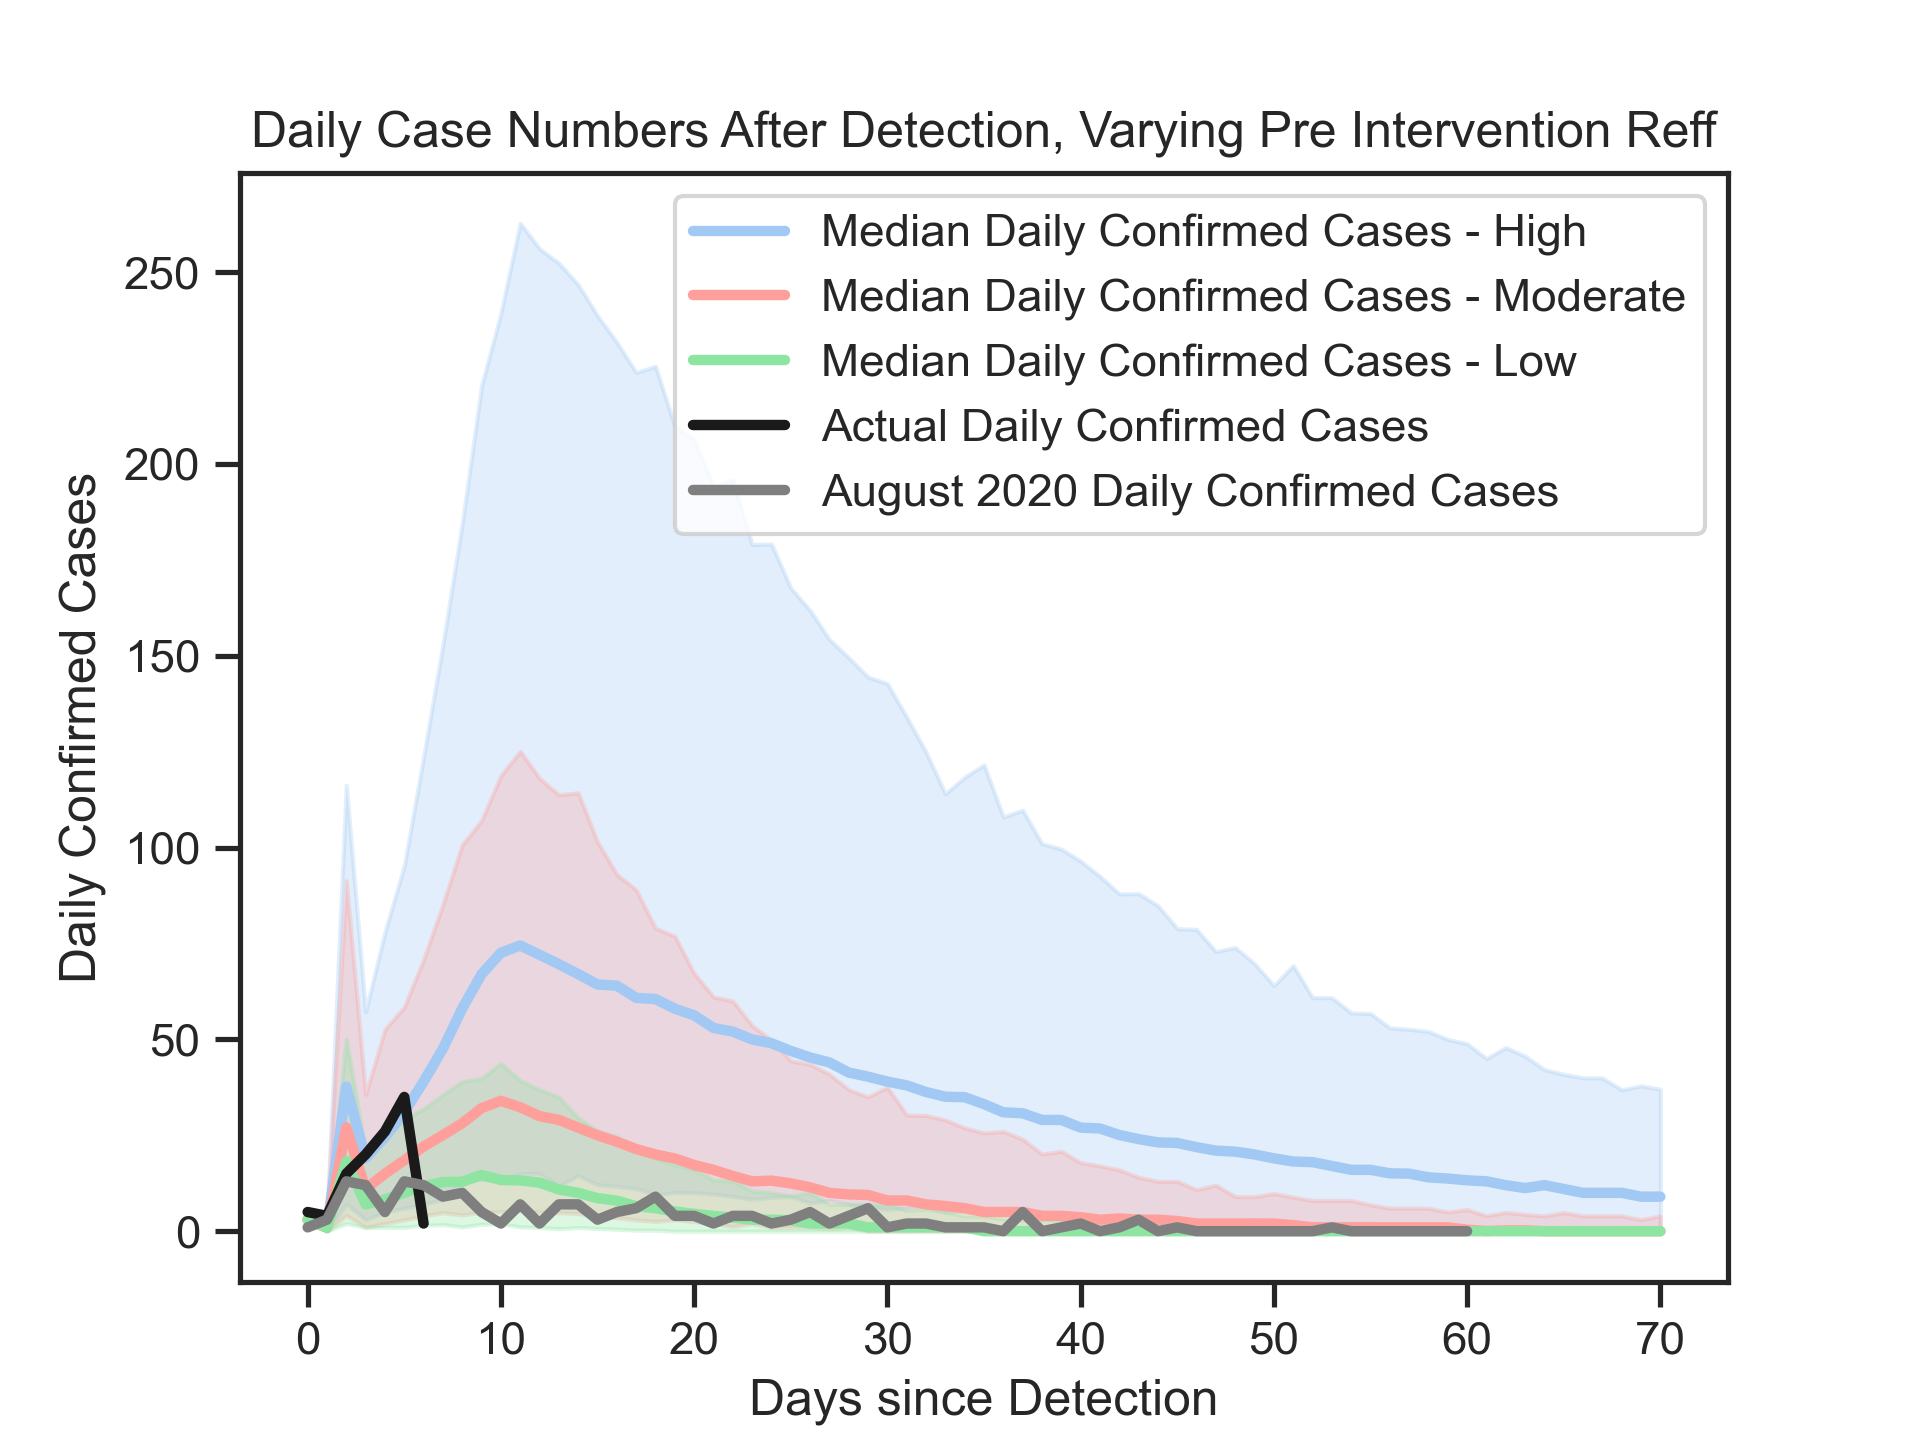 Daily Case Numbers After Detection, Varying Pre Intervention Reff
Median Daily Confirmed Cases - High
Median Daily Confirmed Cases - Moderate
Median Daily Confirmed Cases - Low
Actual Daily Confirmed Cases
August 2020 Daily Confirmed Cases
Daily Confirmed Cases
250
200
150
100
50
0
0 10 20 30 40 50 60 70
Days since Detection